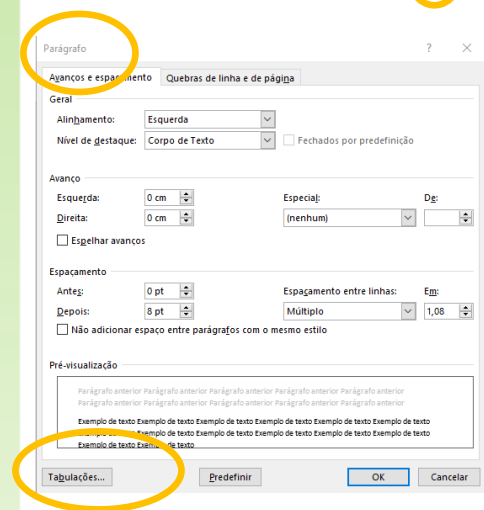 Parágrafo ? ×
Avanços e espaçamento Quebras de linha e de página
Geral
Alinhamento: Esquerda
Nível de destaque: Corpo de Texto Fechados por predefinição
Avanço
Esquerda: 0 cm Especial: De:
Direita: 0 cm (nenhum)
Espelhar avanços
Espaçamento
Antes: 0 pt Espaçamento entre linhas: Em:
Depois: 8 pt Múltiplo 1,08
Não adicionar espaço entre parágrafos com o mesmo estilo
Pré-visualização
Parágrafo anterior Parágrafo anterior Parágrafo anterior Parágrafo anterior Parágrafo anterior
Parágrafo anterior Parágrafo anterior Parágrafo anterior Parágrafo anterior Parágrafo anterior
Exemplo de texto Exemplo de texto Exemplo de texto Exemplo de texto Exemplo de texto Exemplo de texto
Exemplo de texto Exemplo de texto Exemplo de texto Exemplo de texto Exemplo de texto Exemplo de texto
Exemplo de texto Exemplo de texto
Tabulações... Predefinir OK Cancelar